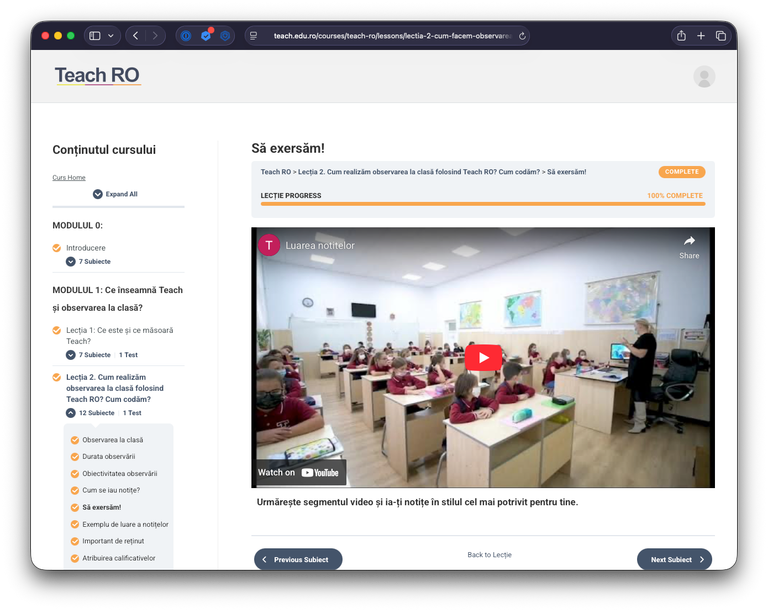 teach.edu.ro/courses/teach-ro/lessons/lectia-2-cum-facem-observarea
Teach RO
Conținutul cursului
Curs Home
Expand All
MODULUL 0:
Introducere
7 Subiecte
MODULUL 1: Ce înseamnă Teach
și observarea la clasă?
Lecția 1: Ce este și ce măsoară
Teach?
7 Subiecte 1 Test
Lecția 2. Cum realizăm
observarea la clasă folosind
Teach RO? Cum codăm?
12 Subiecte 1 Test
Observarea la clasă
Durata observării
Obiectivitatea observării
Cum se iau notițe?
Să exersăm!
Exemplu de luare a notițelor
Important de reținut
Atribuirea calificativelor
Să exersăm!
Teach RO > Lecția 2. Cum realizăm observarea la clasă folosind Teach RO? Cum codăm? > Să exersăm!
COMPLETE
LECȚIE PROGRESS
100% COMPLETE
T
Luarea notițelor
Share
Watch on YouTube
Urmărește segmentul video și ia-ți notițe în stilul cel mai potrivit pentru tine.
Previous Subiect
Back to Lecție
Next Subiect